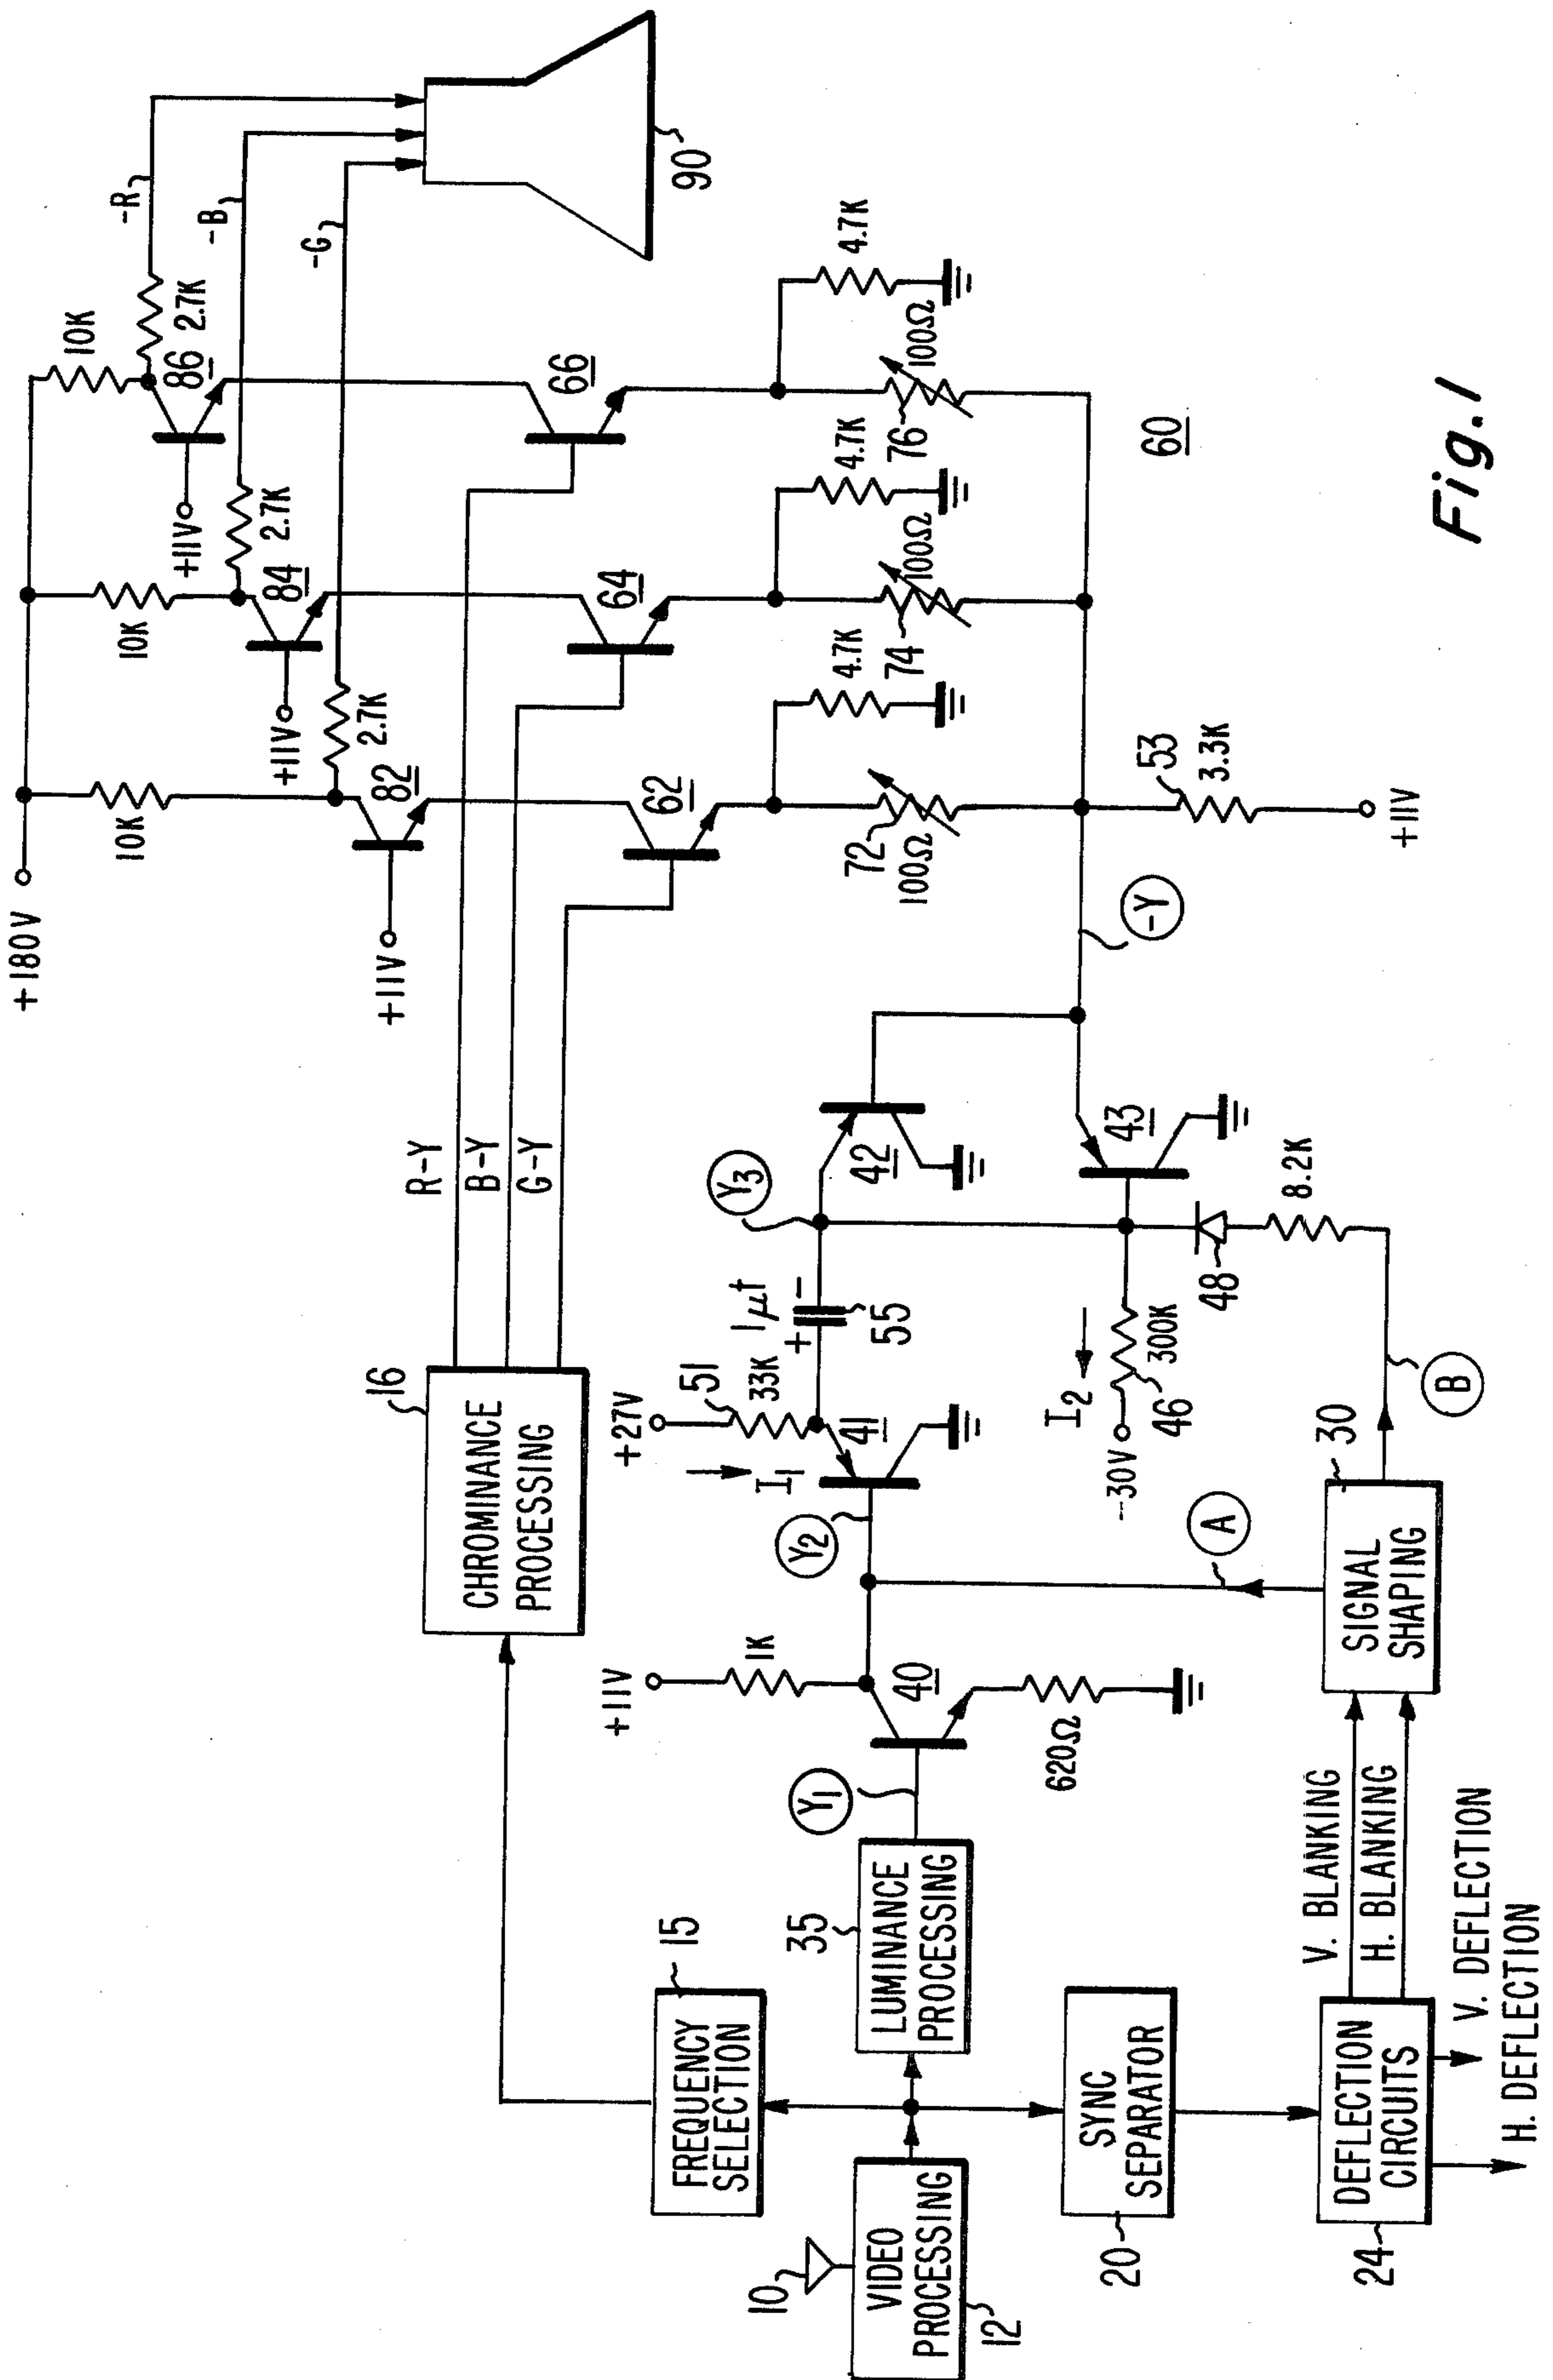 +180V
10K
10K
10K
-R
-B
-G
2.7K
2.7K
2.7K
86
84
82
+11V
+11V
+11V
90
66
64
62
4.7K
4.7K
4.7K
100Ω
100Ω
100Ω
76
74
72
60
53
3.3K
+11V
-Y
R-Y
B-Y
G-Y
16
CHROMINANCE
PROCESSING
Y3
42
43
1µf
+
-
55
+27V
51
33K
I1
41
Y2
--30V
I2
300K
46
48
8.2K
B
A
30
SIGNAL
SHAPING
+11V
1K
40
620Ω
Y1
35
LUMINANCE
PROCESSING
15
FREQUENCY
SELECTION
10
VIDEO
PROCESSING
12
SYNC
SEPARATOR
20
DEFLECTION
CIRCUITS
24
V. BLANKING
H. BLANKING
V. DEFLECTION
H. DEFLECTION
Fig. 1